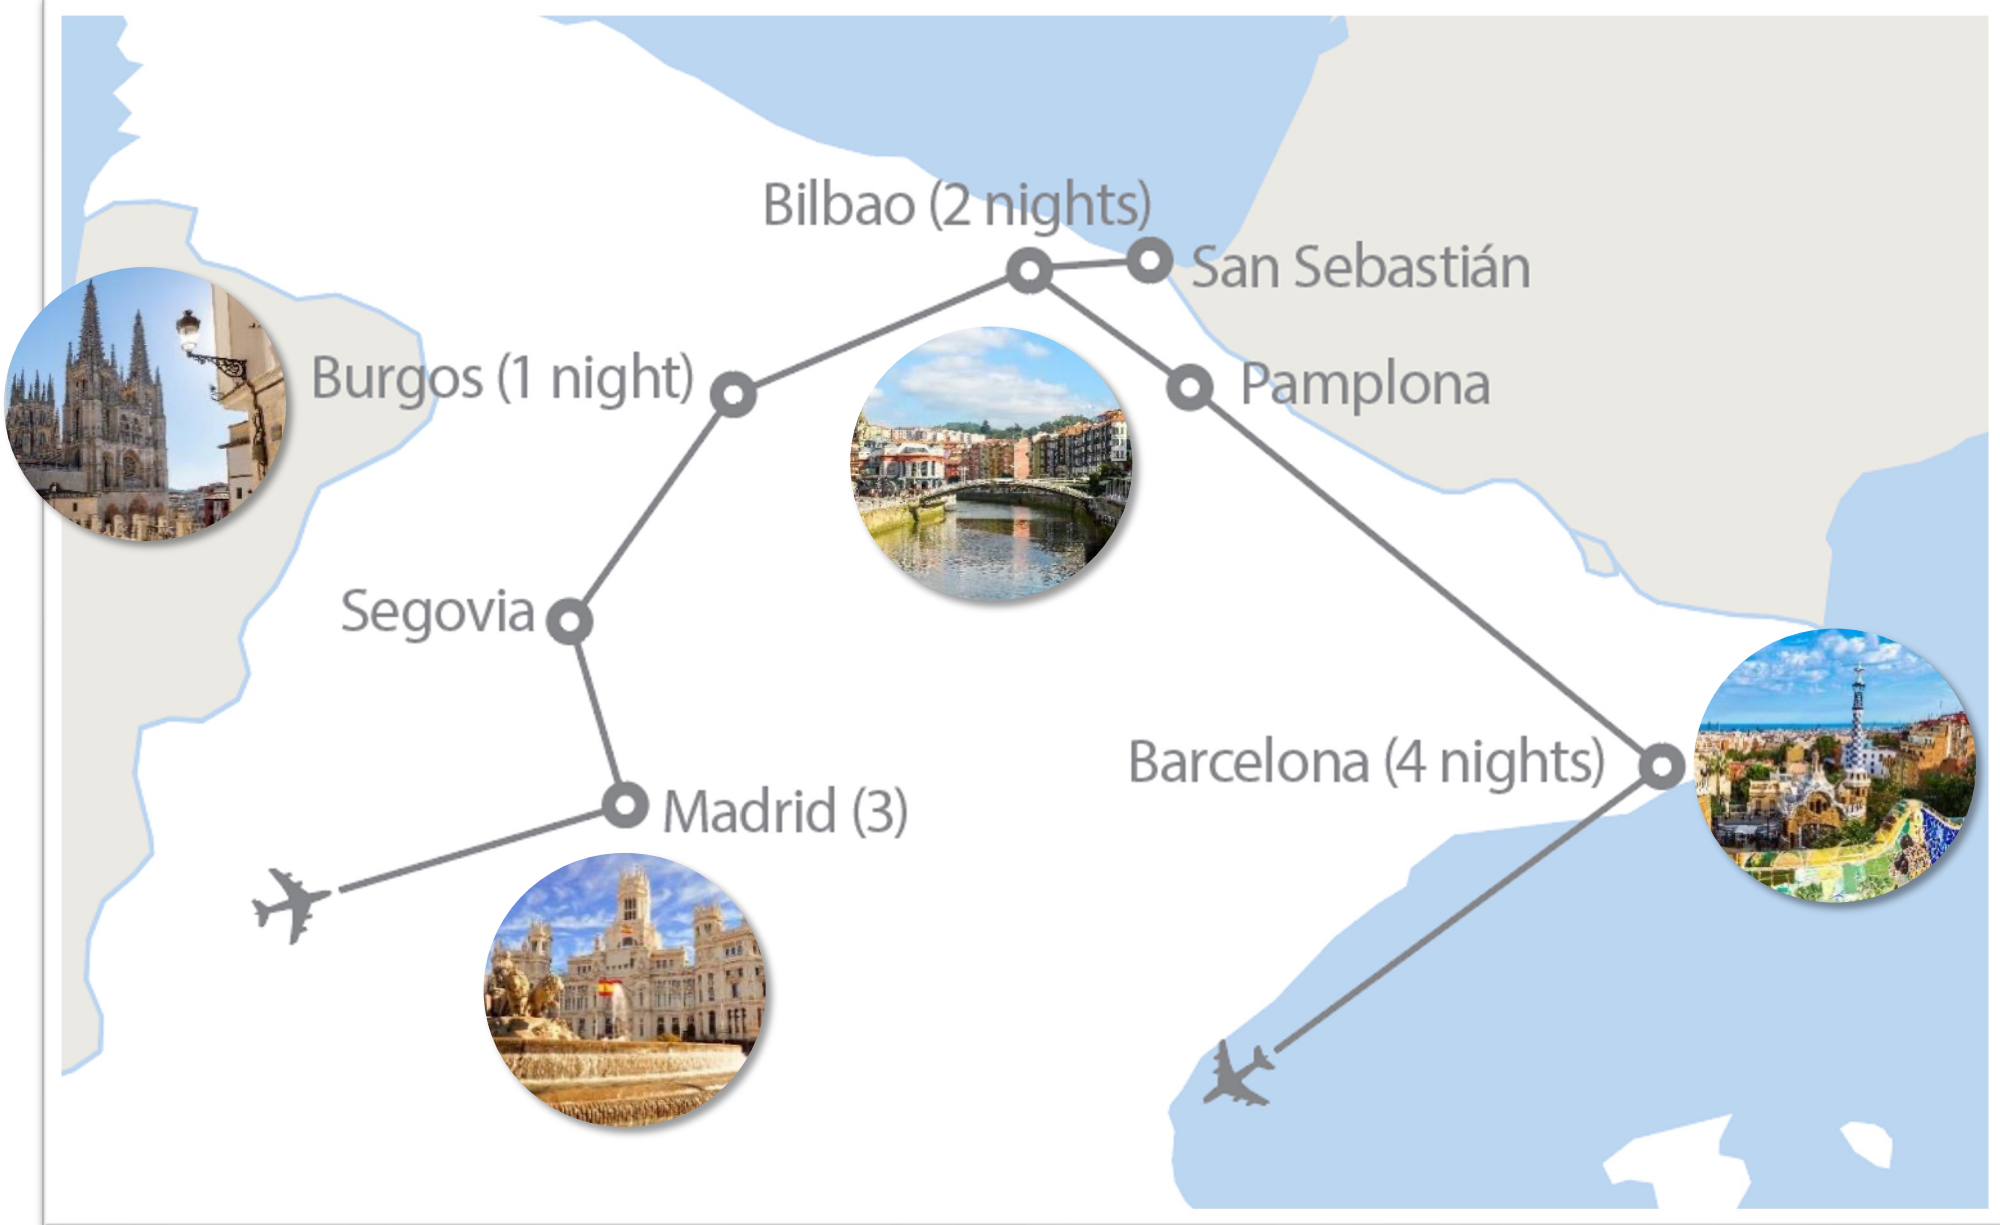 Bilbao (2 nights)
San Sebastián
Burgos (1 night)
Pamplona
Segovia
Barcelona (4 nights)
Madrid (3)